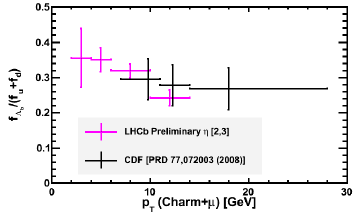 f_Λb/(f_u+f_d)
0.5
0.4
0.3
0.2
0.1
0
LHCb Preliminary η [2,3]
CDF [PRD 77,072003 (2008)]
0 10 20 30
p_T (Charm+μ) [GeV]